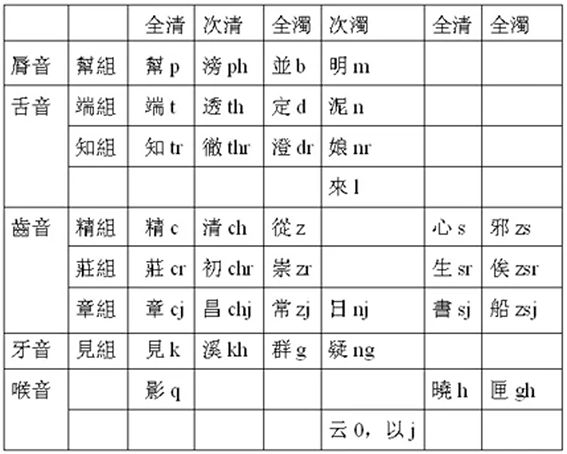 全清 次清 全濁 次濁 全清 全濁
脣音 幫組 幫 p 滂 ph 並 b 明 m
舌音 端組 端 t 透 th 定 d 泥 n
知組 知 tr 徹 thr 澄 dr 娘 nr
來 l
齒音 精組 精 c 清 ch 從 z 心 s 邪 zs
莊組 莊 cr 初 chr 崇 zr 生 sr 俟 zsr
章組 章 cj 昌 chj 常 zj 日 nj 書 sj 船 zsj
牙音 見組 見 k 溪 kh 群 g 疑 ng
喉音 影 q 曉 h 匣 gh
云 0，以 j